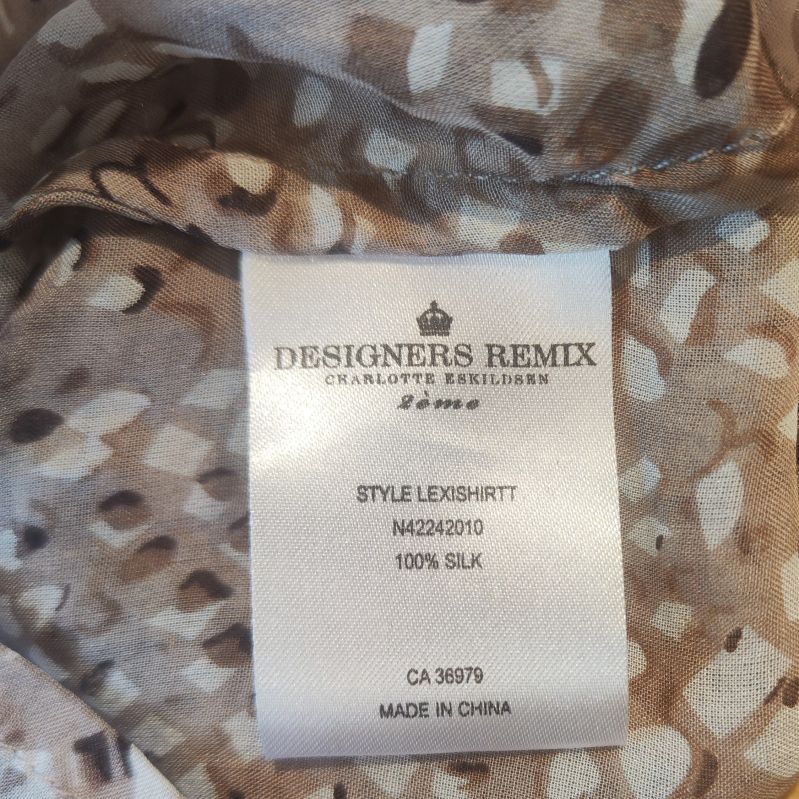 DESIGNERS REMIX
CHARLOTTE ESKILDSEN
2ème
STYLE LEXISHIRTT
N42242010
100% SILK
CA 36979
MADE IN CHINA